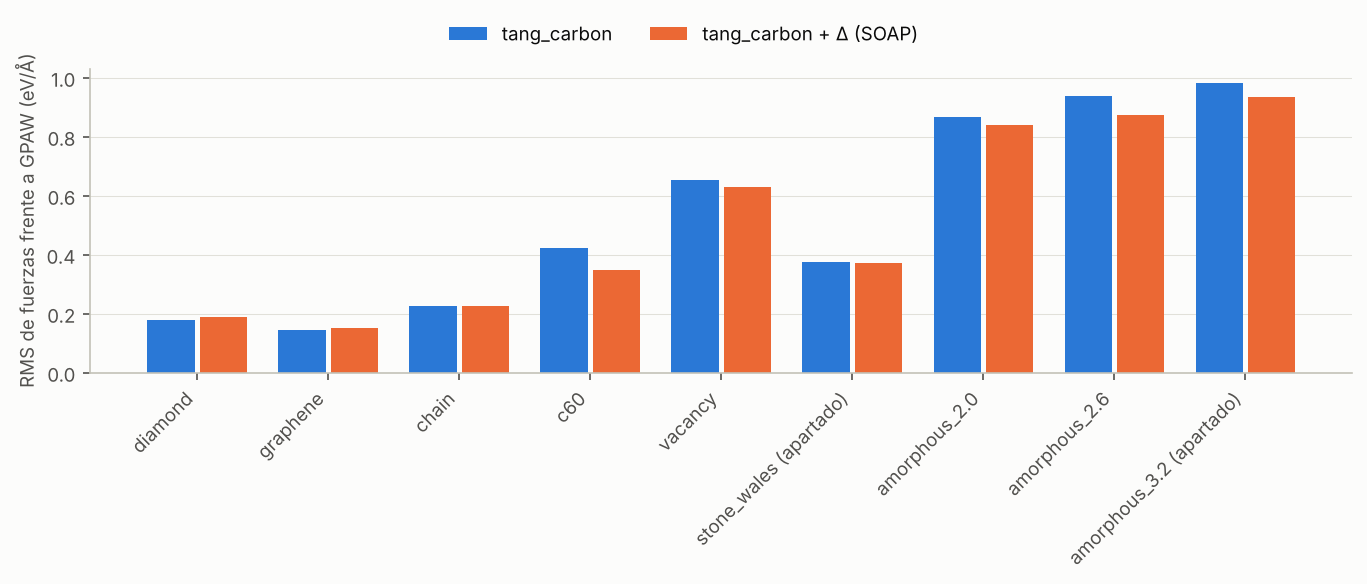 tang_carbon
tang_carbon + Δ (SOAP)
RMS de fuerzas frente a GPAW (eV/Å)
1.0
0.8
0.6
0.4
0.2
0.0
diamond
graphene
chain
c60
vacancy
stone_wales (apartado)
amorphous_2.0
amorphous_2.6
amorphous_3.2 (apartado)